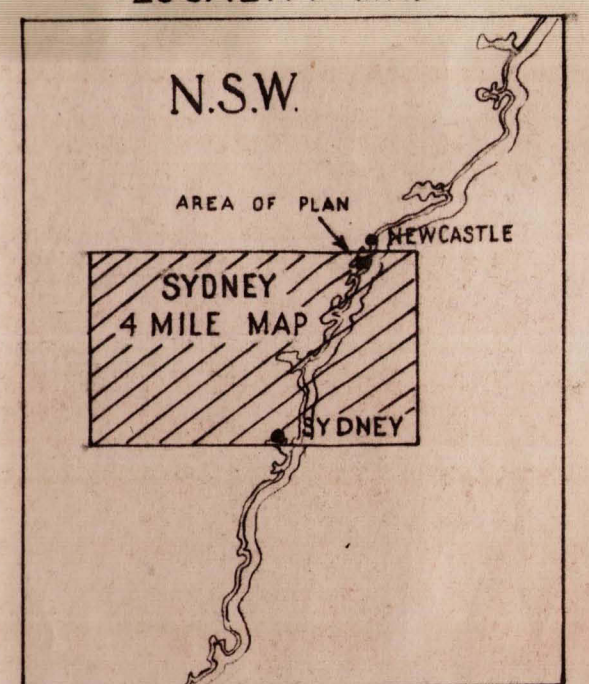 N.S.W.
AREA OF PLAN
NEWCASTLE
SYDNEY
4 MILE MAP
SYDNEY